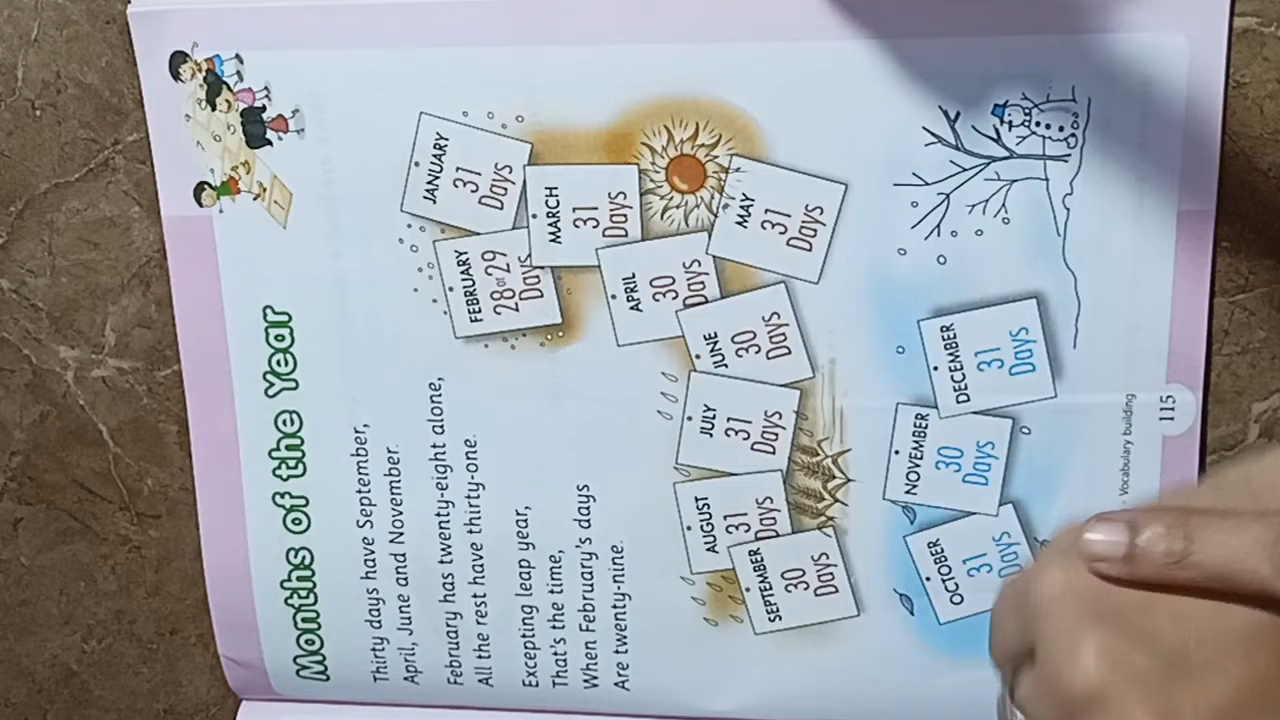 Months of the Year
Thirty days have September,
April, June and November.
February has twenty-eight alone,
All the rest have thirty-one.
Excepting leap year,
That's the time,
When February's days
Are twenty-nine.
JANUARY
31
Days
FEBRUARY
28 or 29
Days
MARCH
31
Days
APRIL
30
Days
MAY
31
Days
JUNE
30
Days
JULY
31
Days
AUGUST
31
Days
SEPTEMBER
30
Days
OCTOBER
31
Days
NOVEMBER
30
Days
DECEMBER
31
Days
Vocabulary building
115